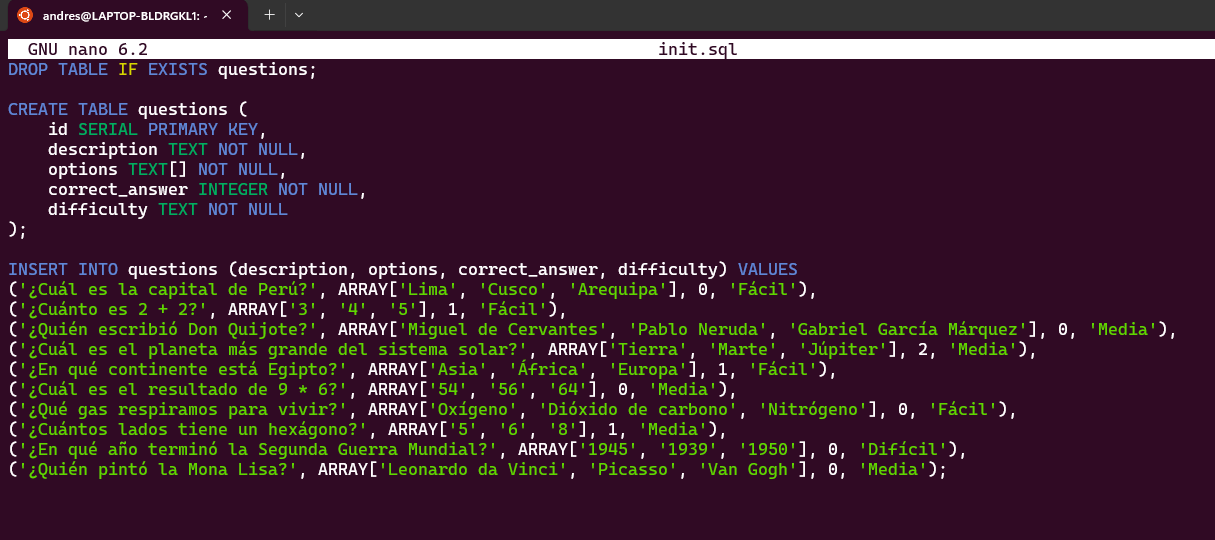 andres@LAPTOP-BLDRGKL1: -
GNU nano 6.2 init.sql
DROP TABLE IF EXISTS questions;
CREATE TABLE questions (
    id SERIAL PRIMARY KEY,
    description TEXT NOT NULL,
    options TEXT[] NOT NULL,
    correct_answer INTEGER NOT NULL,
    difficulty TEXT NOT NULL
);
INSERT INTO questions (description, options, correct_answer, difficulty) VALUES
('¿Cuál es la capital de Perú?', ARRAY['Lima', 'Cusco', 'Arequipa'], 0, 'Fácil'),
('¿Cuánto es 2 + 2?', ARRAY['3', '4', '5'], 1, 'Fácil'),
('¿Quién escribió Don Quijote?', ARRAY['Miguel de Cervantes', 'Pablo Neruda', 'Gabriel García Márquez'], 0, 'Media'),
('¿Cuál es el planeta más grande del sistema solar?', ARRAY['Tierra', 'Marte', 'Júpiter'], 2, 'Media'),
('¿En qué continente está Egipto?', ARRAY['Asia', 'África', 'Europa'], 1, 'Fácil'),
('¿Cuál es el resultado de 9 * 6?', ARRAY['54', '56', '64'], 0, 'Media'),
('¿Qué gas respiramos para vivir?', ARRAY['Oxígeno', 'Dióxido de carbono', 'Nitrógeno'], 0, 'Fácil'),
('¿Cuántos lados tiene un hexágono?', ARRAY['5', '6', '8'], 1, 'Media'),
('¿En qué año terminó la Segunda Guerra Mundial?', ARRAY['1945', '1939', '1950'], 0, 'Difícil'),
('¿Quién pintó la Mona Lisa?', ARRAY['Leonardo da Vinci', 'Picasso', 'Van Gogh'], 0, 'Media');